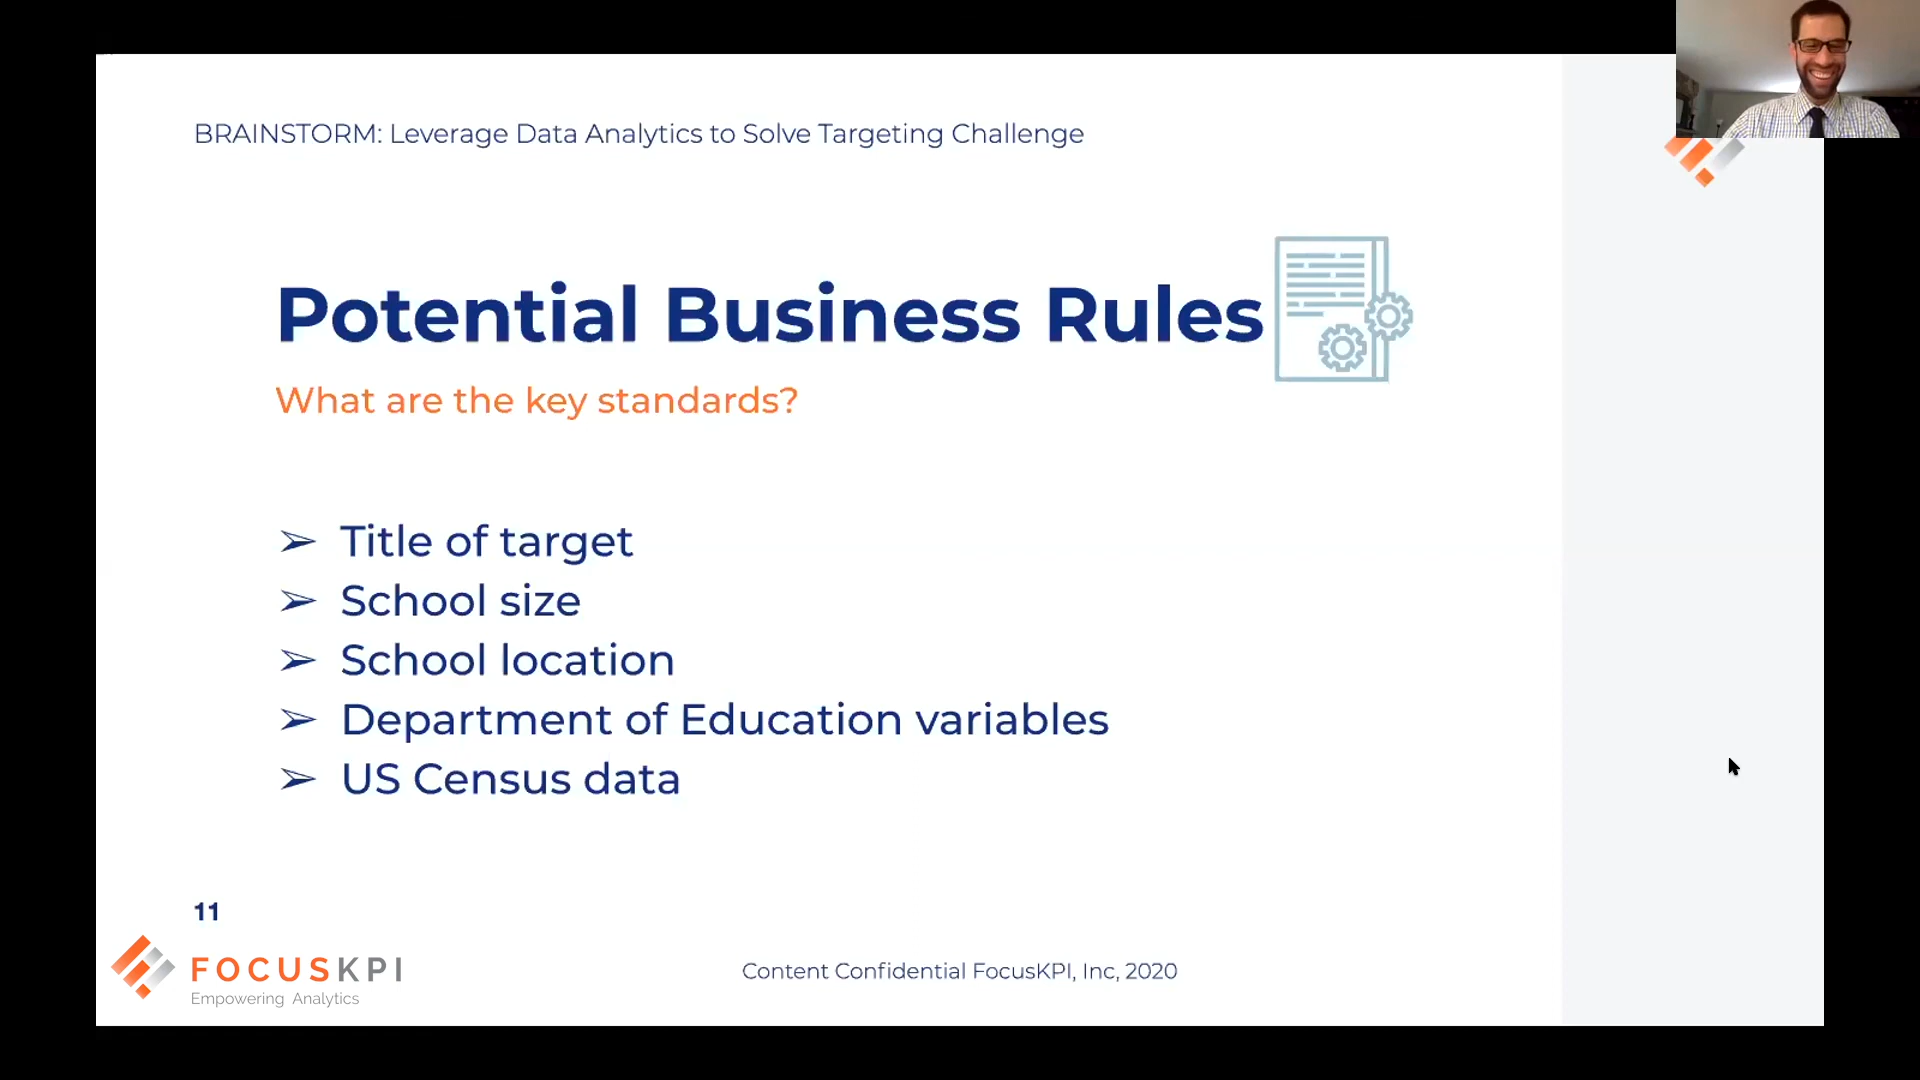 BRAINSTORM: Leverage Data Analytics to Solve Targeting Challenge
Potential Business Rules
What are the key standards?
➢ Title of target
➢ School size
➢ School location
➢ Department of Education variables
➢ US Census data
11
FOCUSKPI
Empowering Analytics
Content Confidential FocusKPI, Inc, 2020